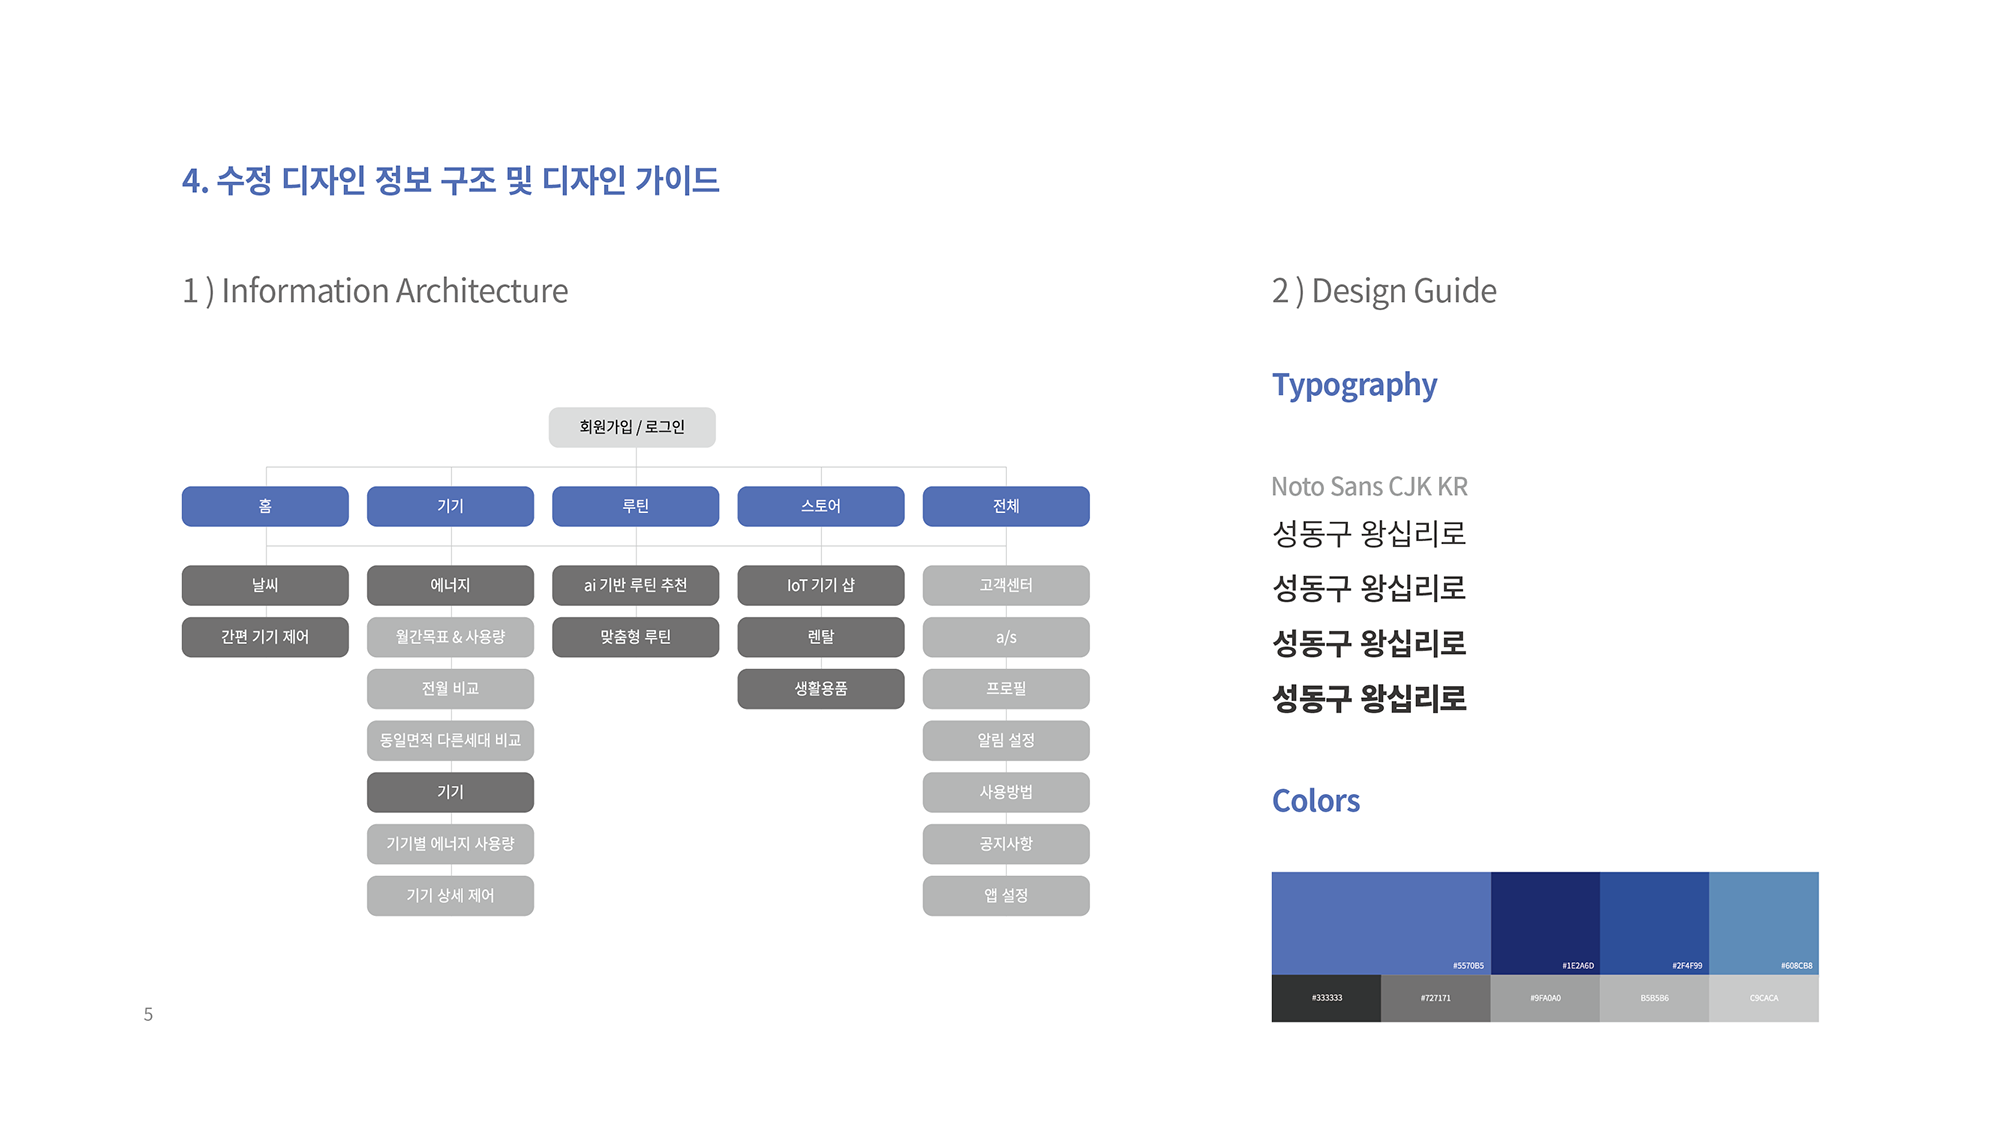 4. 수정 디자인 정보 구조 및 디자인 가이드
1 ) Information Architecture
회원가입 / 로그인
홈
기기
루틴
스토어
전체
날씨
간편 기기 제어
에너지
월간목표 & 사용량
전월 비교
동일면적 다른세대 비교
기기
기기별 에너지 사용량
기기 상세 제어
ai 기반 루틴 추천
맞춤형 루틴
IoT 기기 샵
렌탈
생활용품
고객센터
a/s
프로필
알림 설정
사용방법
공지사항
앱 설정
2 ) Design Guide
Typography
Noto Sans CJK KR
성동구 왕십리로
성동구 왕십리로
성동구 왕십리로
성동구 왕십리로
Colors
#5570B5
#1E2A6D
#2F4F99
#608CB8
#333333
#727171
#9FA0A0
B5B5B6
C9CACA
5